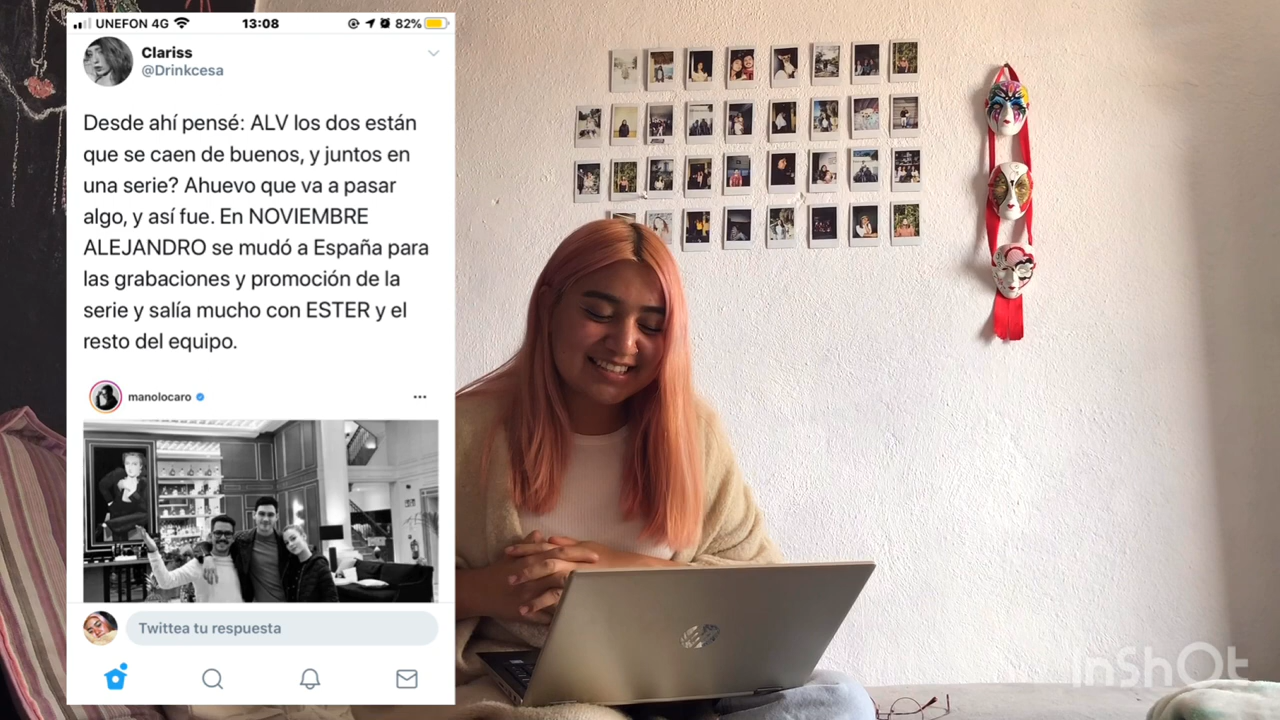 UNEFON 4G 13:08 82%
Clariss
@Drinkcesa
Desde ahí pensé: ALV los dos están
que se caen de buenos, y juntos en
una serie? Ahuevo que va a pasar
algo, y así fue. En NOVIEMBRE
ALEJANDRO se mudó a España para
las grabaciones y promoción de la
serie y salía mucho con ESTER y el
resto del equipo.
manolocaro
Twittea tu respuesta
hp
InShOt